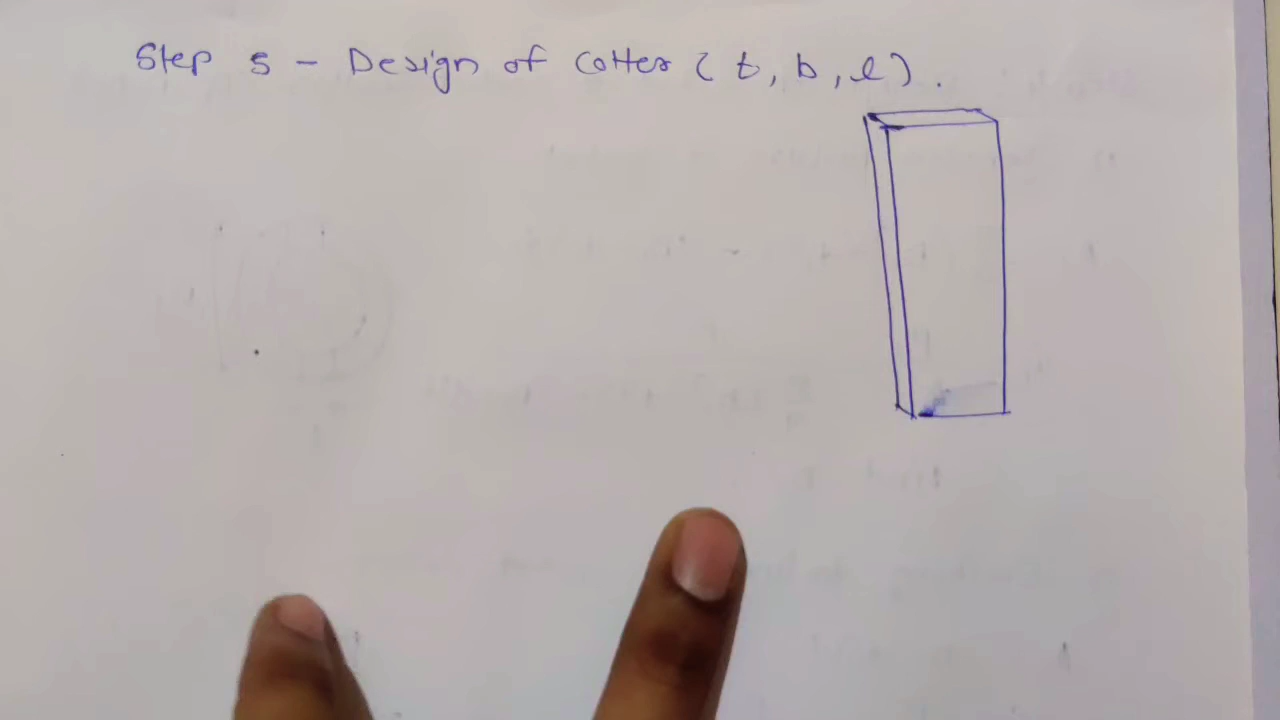 Step 5 - Design of Cotter (t, b, l).